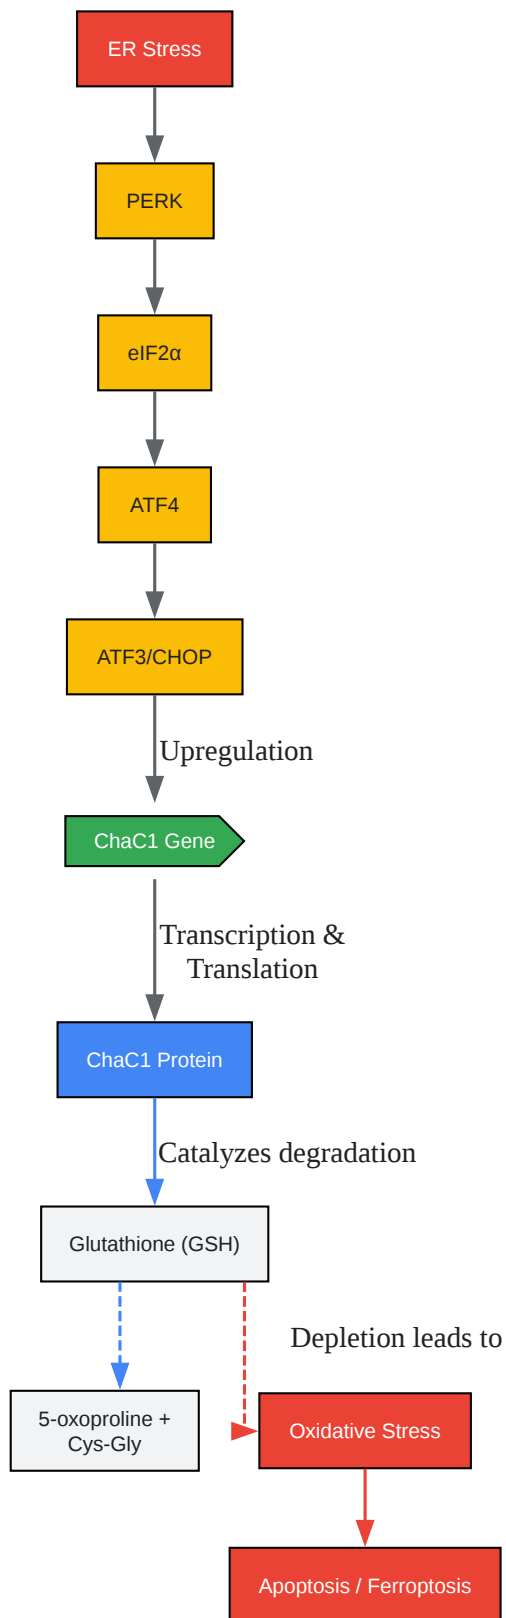 ER Stress
PERK
eIF2α
ATF4
ATF3/CHOP
Upregulation
ChaC1 Gene
Transcription &
Translation
ChaC1 Protein
Catalyzes degradation
Glutathione (GSH)
Depletion leads to
5-oxoproline +
Cys-Gly
Oxidative Stress
Apoptosis / Ferroptosis